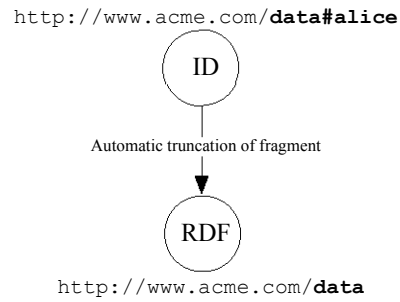 http://www.acme.com/data#alice
ID
Automatic truncation of fragment
RDF
http://www.acme.com/data